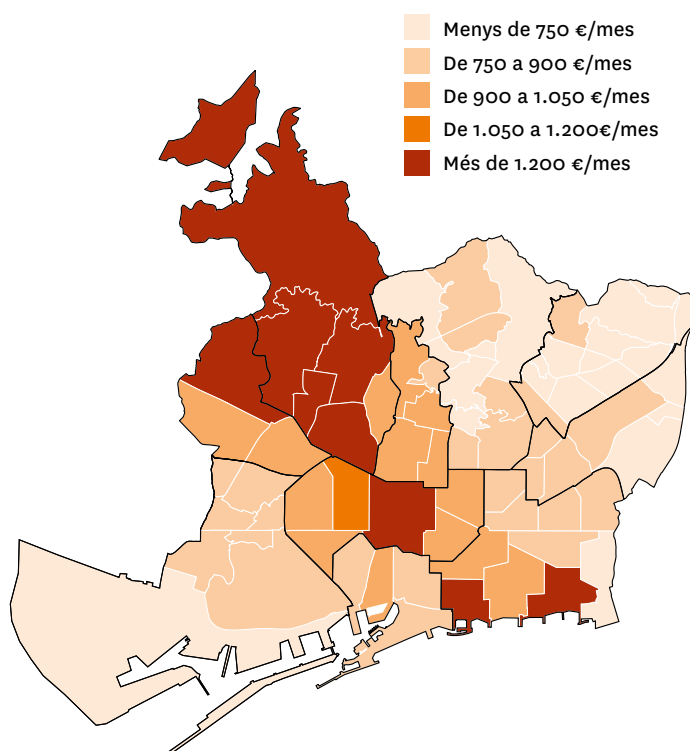 Menys de 750 €/mes
De 750 a 900 €/mes
De 900 a 1.050 €/mes
De 1.050 a 1.200€/mes
Més de 1.200 €/mes